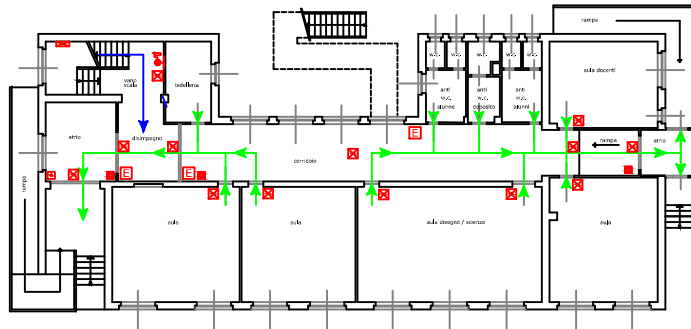 rampa
w.c.
w.c.
w.c.
w.c.
aula docenti
vano
scala
bidelleria
anti
w.c.
alunne
anti
w.c.
deposito
anti
w.c.
alunni
atrio
disimpegno
E
rampa
atrio
corridoio
E
E
rampa
aula
aula
aula disegno / scienze
aula